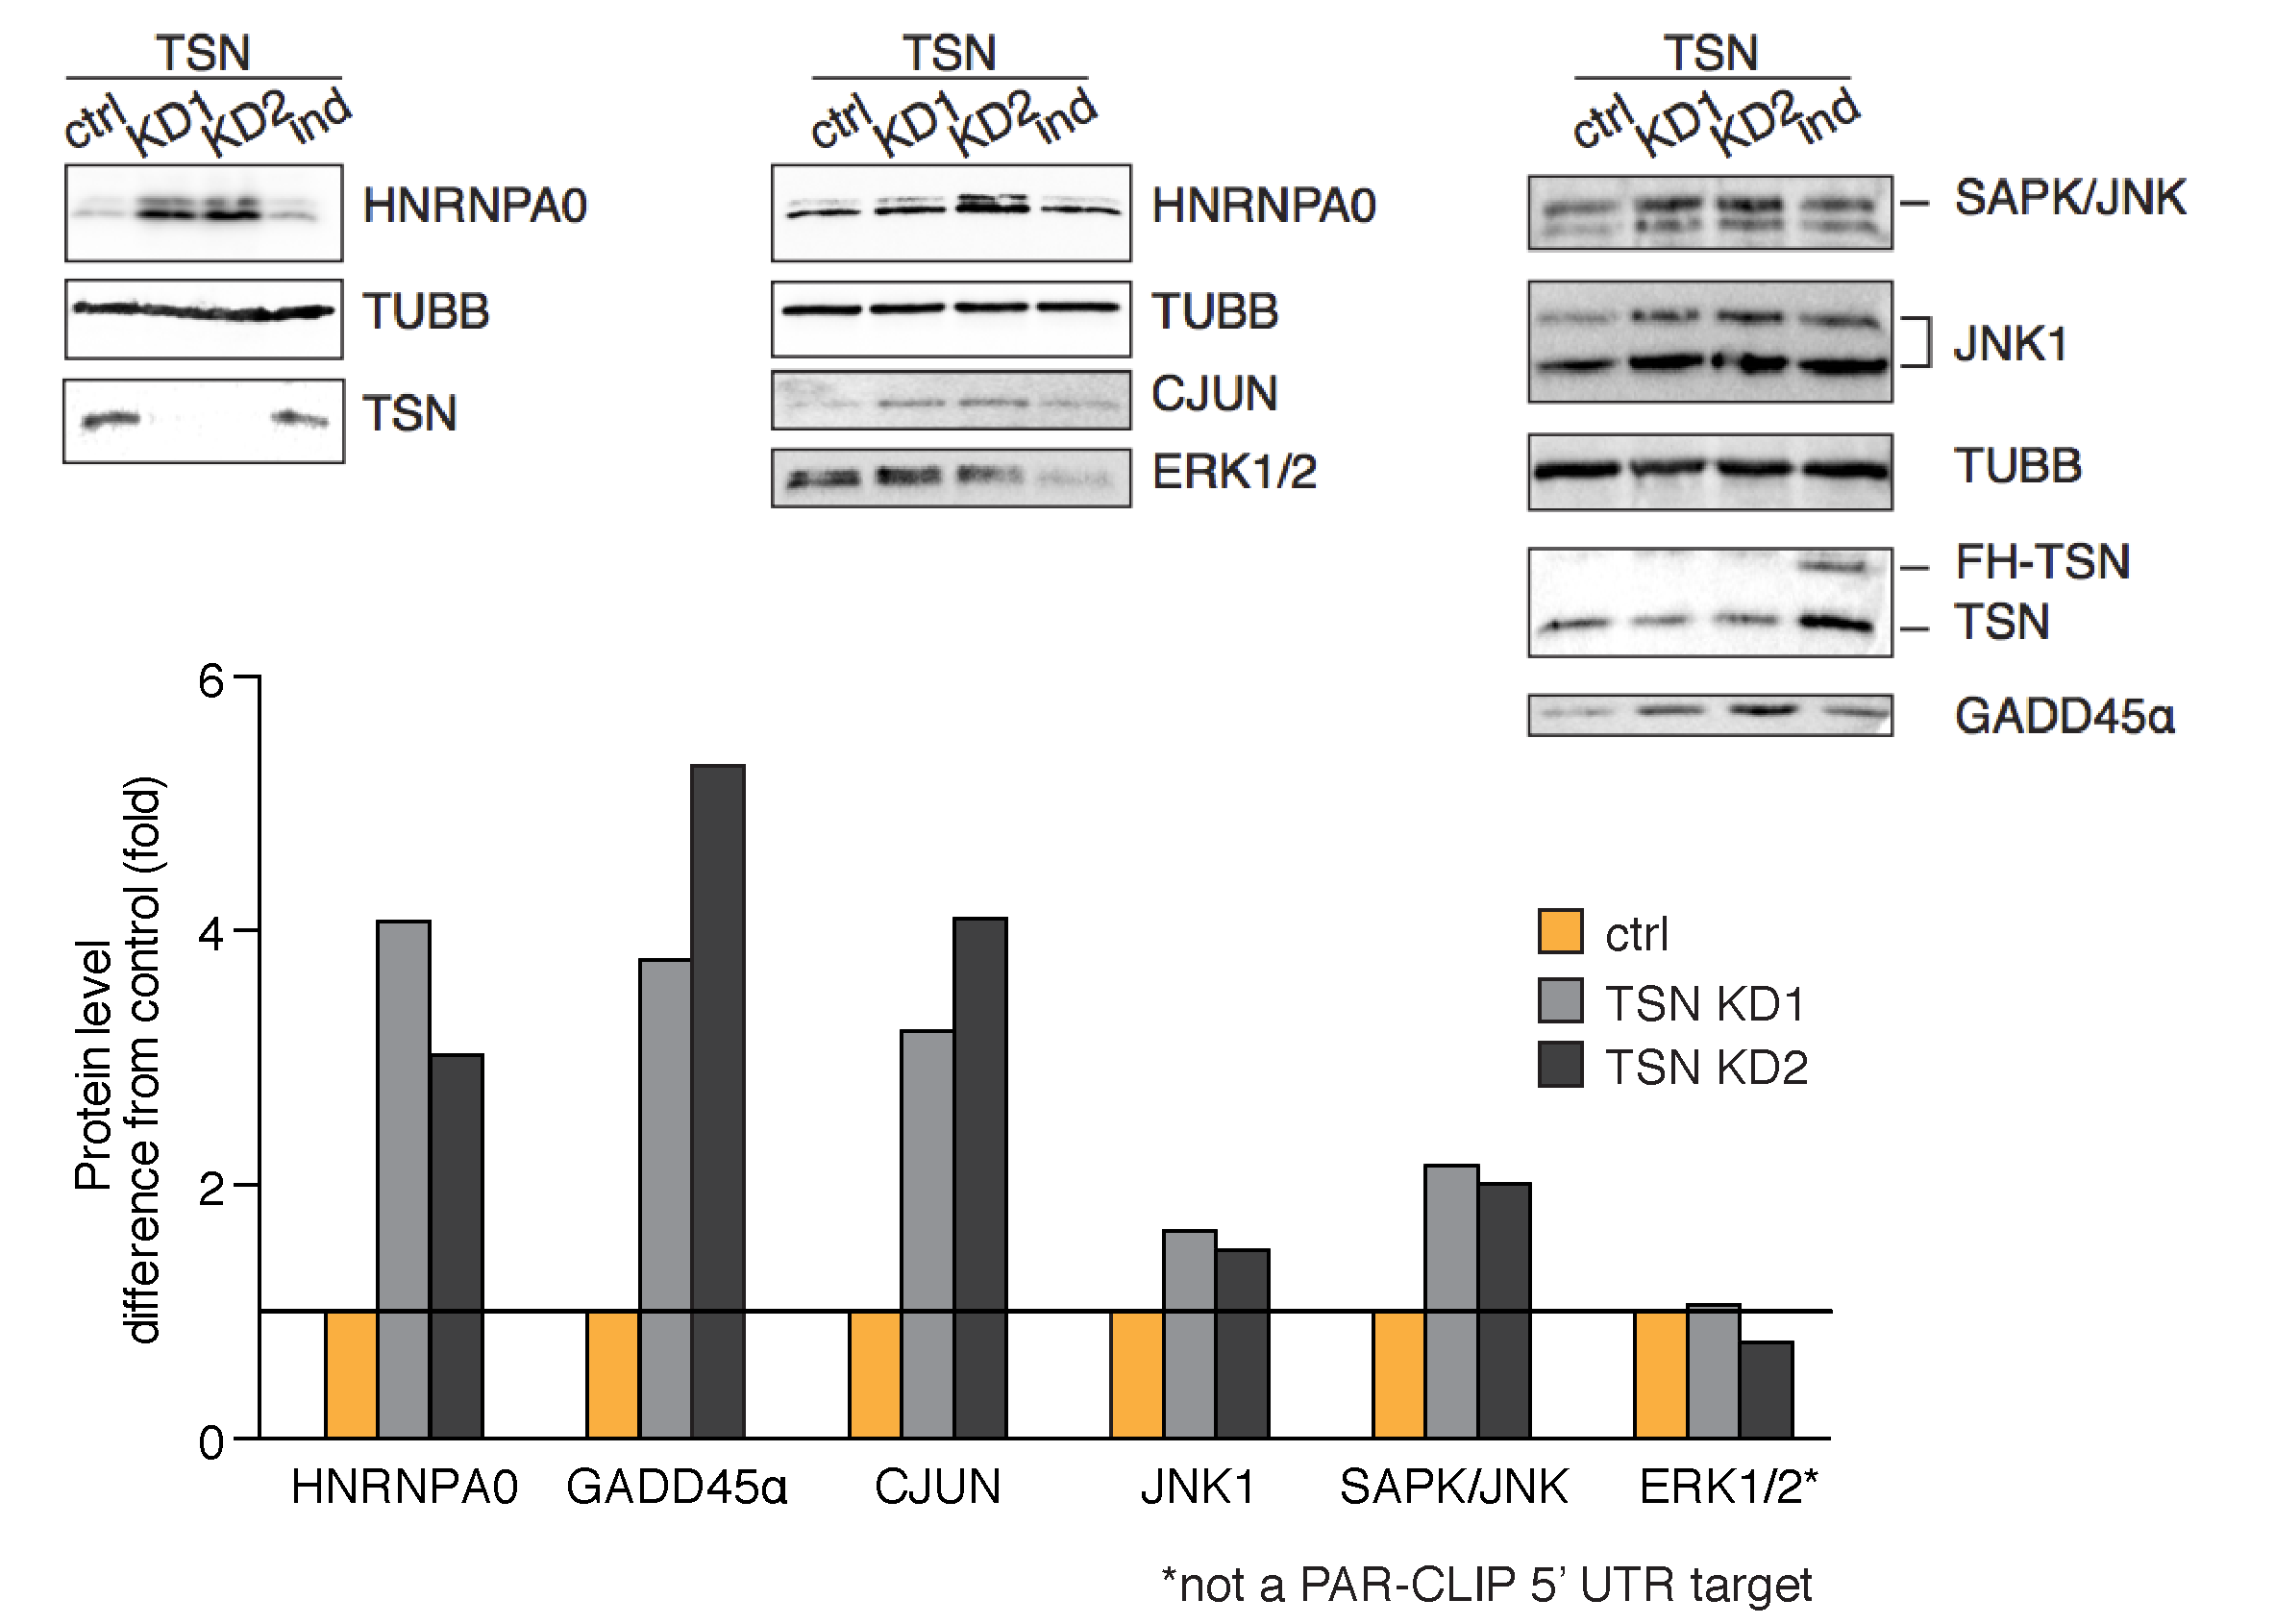 TSN
ctrl KD1 KD2 ind
HNRNPA0
TUBB
TSN
TSN
ctrl KD1 KD2 ind
HNRNPA0
TUBB
CJUN
ERK1/2
TSN
ctrl KD1 KD2 ind
SAPK/JNK
JNK1
TUBB
FH-TSN
TSN
GADD45α
Protein level
difference from control (fold)
6
4
2
0
ctrl
TSN KD1
TSN KD2
HNRNPA0 GADD45α CJUN JNK1 SAPK/JNK ERK1/2*
*not a PAR-CLIP 5’ UTR target